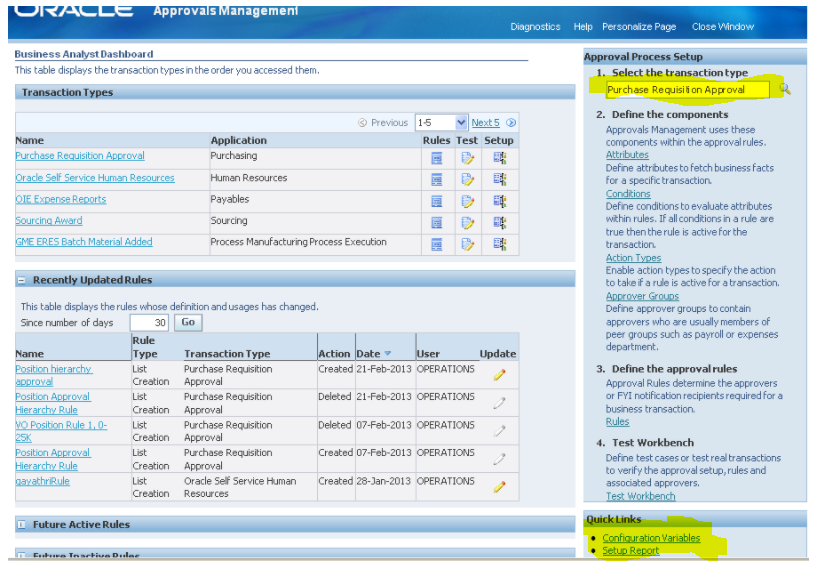 ORACLE Approvals Management
Diagnostics Help Personalize Page Close Window
Business Analyst Dashboard
This table displays the transaction types in the order you accessed them.
Transaction Types
Previous 1-5 Next 5
Name Application Rules Test Setup
Purchase Requisition Approval Purchasing
Oracle Self Service Human Resources Human Resources
OIE Expense Reports Payables
Sourcing Award Sourcing
GME ERES Batch Material Added Process Manufacturing Process Execution
Recently Updated Rules
This table displays the rules whose definition and usages has changed.
Since number of days 30 Go
Rule
Name Type Transaction Type Action Date User Update
Position hierarchy List Purchase Requisition Created 21-Feb-2013 OPERATIONS
approval Creation Approval
Position Approval List Purchase Requisition Deleted 21-Feb-2013 OPERATIONS
Hierarchy Rule Creation Approval
VO Position Rule 1, 0- List Purchase Requisition Deleted 07-Feb-2013 OPERATIONS
25K Creation Approval
Position Approval List Purchase Requisition Created 07-Feb-2013 OPERATIONS
Hierarchy Rule Creation Approval
gayathriRule List Oracle Self Service Human Created 28-Jan-2013 OPERATIONS
Creation Resources
Future Active Rules
Future Inactive Rules
Approval Process Setup
1. Select the transaction type
Purchase Requisition Approval
2. Define the components
Approvals Management uses these
components within the approval rules.
Attributes
Define attributes to fetch business facts
for a specific transaction.
Conditions
Define conditions to evaluate attributes
within rules. If all conditions in a rule are
true then the rule is active for the
transaction.
Action Types
Enable action types to specify the action
to take if a rule is active for a transaction.
Approver Groups
Define approver groups to contain
approvers who are usually members of
peer groups such as payroll or expenses
department.
3. Define the approval rules
Approval Rules determine the approvers
or FYI notification recipients required for a
business transaction.
Rules
4. Test Workbench
Define test cases or test real transactions
to verify the approval setup, rules and
associated approvers.
Test Workbench
Quick Links
Configuration Variables
Setup Report